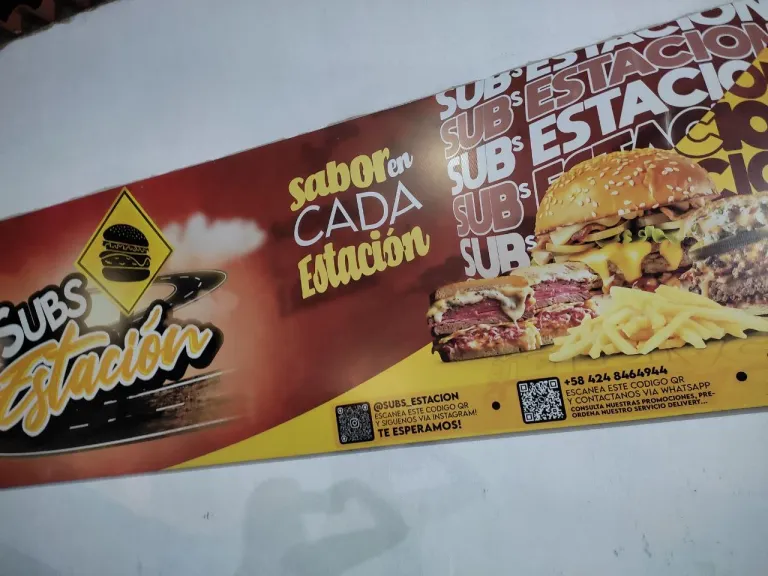 SUBS
Estación
sabor en
CADA
Estación
SUBS ESTACION
SUBS ESTACION
SUBS ESTACION
SUBS ESTACIO
SUBS
@SUBS_ESTACION
ESCANEA ESTE CODIGO QR
Y SIGUENOS VIA INSTAGRAM!
TE ESPERAMOS!
+58 424 8464944
ESCANEA ESTE CODIGO QR
Y CONTACTANOS VIA WHATSAPP
CONSULTA NUESTRAS PROMOCIONES, PRE-
ORDENA NUESTRO SERVICIO DELIVERY...